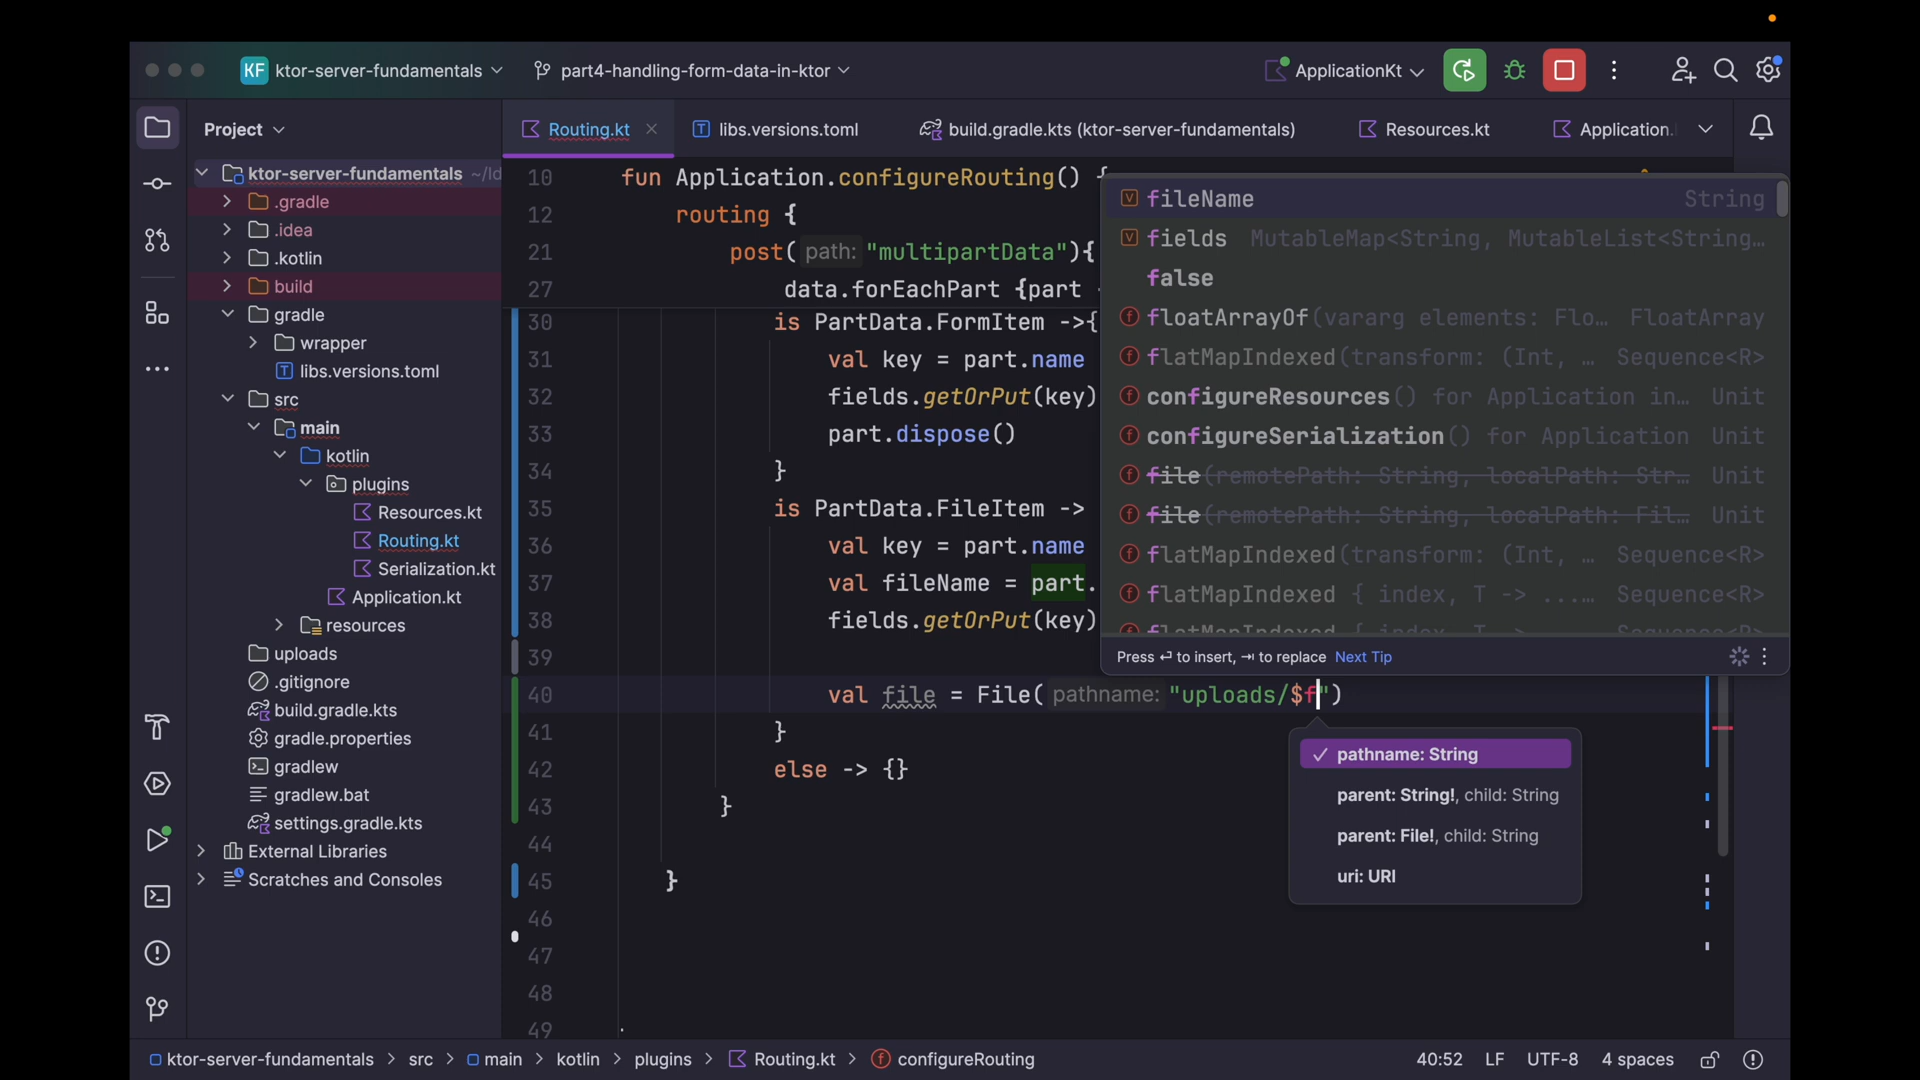 KF ktor-server-fundamentals part4-handling-form-data-in-ktor ApplicationKt
Project Routing.kt libs.versions.toml build.gradle.kts (ktor-server-fundamentals) Resources.kt Application.
ktor-server-fundamentals ~/Id
.gradle
.idea
.kotlin
build
gradle
wrapper
libs.versions.toml
src
main
kotlin
plugins
Resources.kt
Routing.kt
Serialization.kt
Application.kt
resources
uploads
.gitignore
build.gradle.kts
gradle.properties
gradlew
gradlew.bat
settings.gradle.kts
External Libraries
Scratches and Consoles
10 fun Application.configureRouting() {
12 routing {
21 post( path: "multipartData"){
27 data.forEachPart {part -
30 is PartData.FormItem ->{
31 val key = part.name
32 fields.getOrPut(key)
33 part.dispose()
34 }
35 is PartData.FileItem ->
36 val key = part.name
37 val fileName = part.
38 fields.getOrPut(key)
39
40 val file = File( pathname: "uploads/$f")
41 }
42 else -> {}
43 }
44
45 }
46
47
48
49
fileName String
fields MutableMap<String, MutableList<String…
false
floatArrayOf(vararg elements: Flo… FloatArray
flatMapIndexed(transform: (Int, … Sequence<R>
configureResources() for Application in… Unit
configureSerialization() for Application Unit
file(remotePath: String, localPath: Str… Unit
file(remotePath: String, localPath: Fil… Unit
flatMapIndexed(transform: (Int, … Sequence<R>
flatMapIndexed { index, T -> ...… Sequence<R>
flatMapIndexed { index, T -> Sequence<R>
Press ⏎ to insert, ⇥ to replace Next Tip
pathname: String
parent: String!, child: String
parent: File!, child: String
uri: URI
ktor-server-fundamentals > src > main > kotlin > plugins > Routing.kt > configureRouting 40:52 LF UTF-8 4 spaces